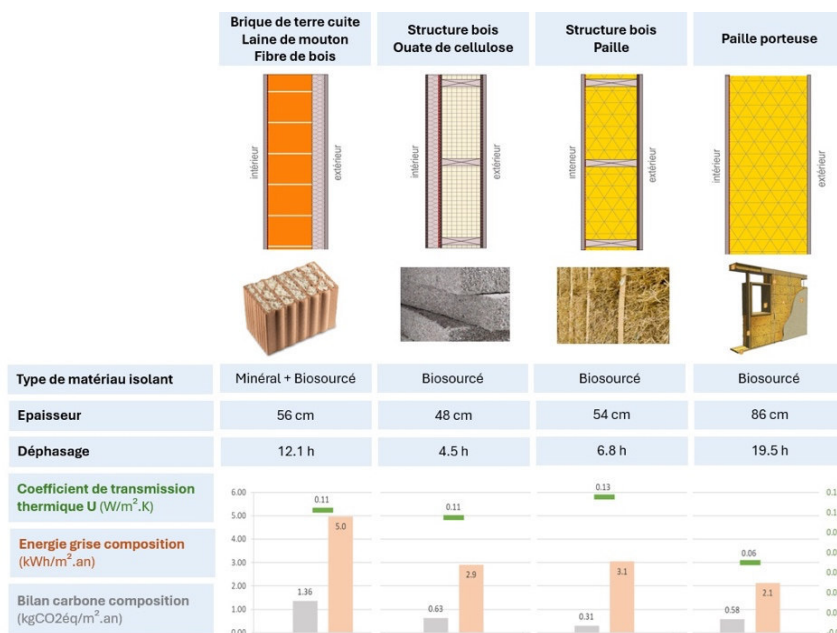 Brique de terre cuite
Laine de mouton
Fibre de bois
Structure bois
Ouate de cellulose
Structure bois
Paille
Paille porteuse
intérieur
extérieur
intérieur
extérieur
intérieur
extérieur
intérieur
extérieur
Type de matériau isolant
Minéral + Biosourcé
Biosourcé
Biosourcé
Biosourcé
Epaisseur
56 cm
48 cm
54 cm
86 cm
Déphasage
12.1 h
4.5 h
6.8 h
19.5 h
Coefficient de transmission
thermique U (W/m².K)
Energie grise composition
(kWh/m².an)
Bilan carbone composition
(kgCO2éq/m².an)
6.00
5.00
4.00
3.00
2.00
1.00
0.00
0.11
5.0
1.36
0.11
2.9
0.63
0.13
3.1
0.31
0.06
2.1
0.58